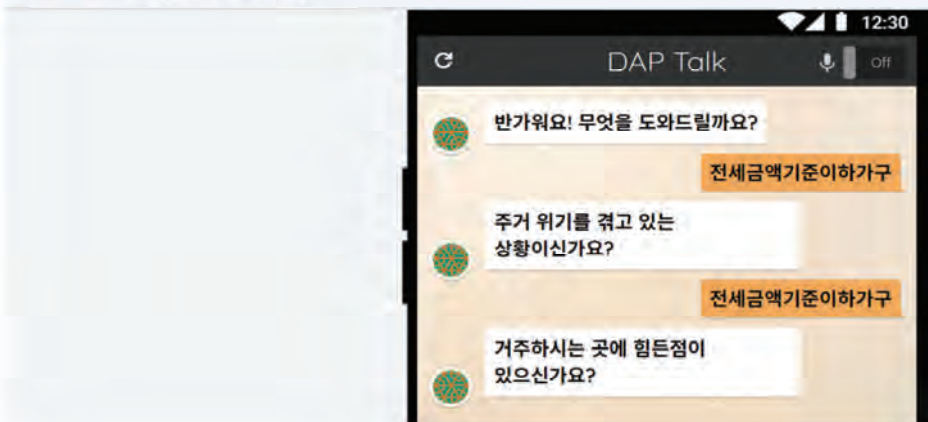 12:30
DAP Talk
Off
반가워요! 무엇을 도와드릴까요?
전세금액기준이하가구
주거 위기를 겪고 있는
상황이신가요?
전세금액기준이하가구
거주하시는 곳에 힘든점이
있으신가요?